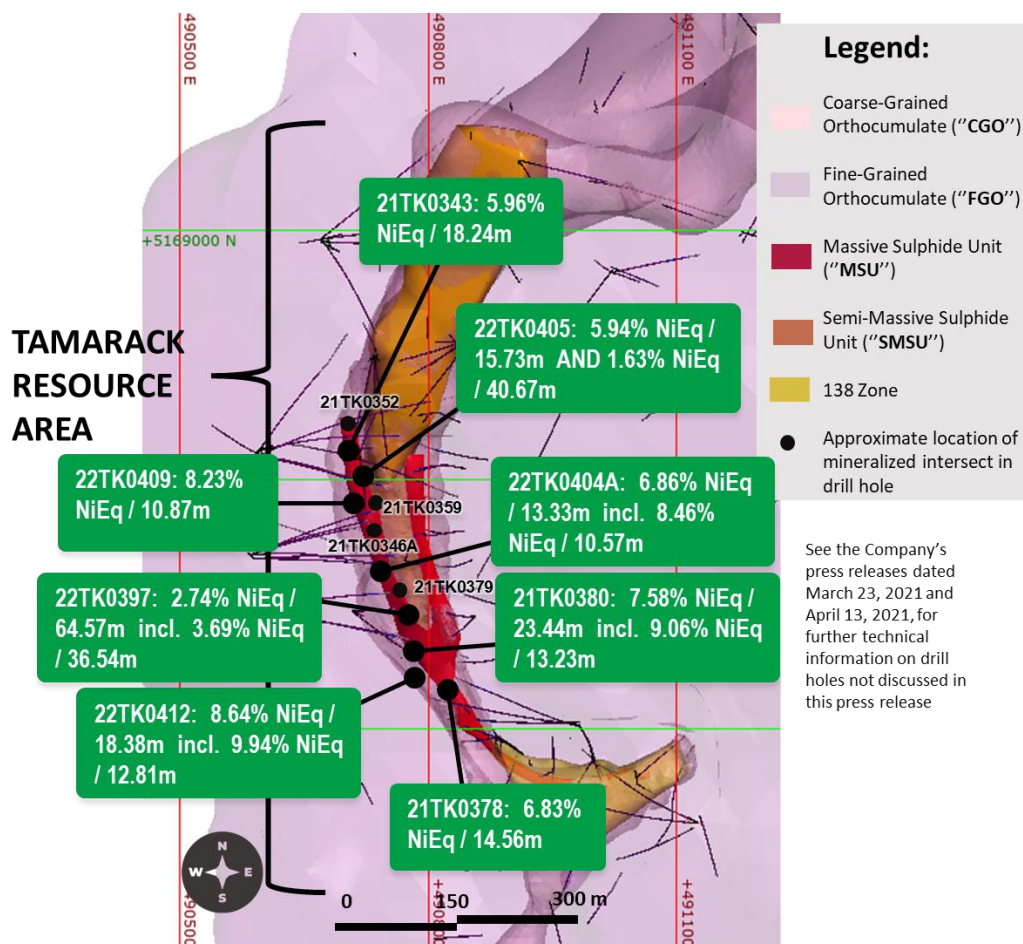 490500 E
490800 E
491100 E
Legend:
Coarse-Grained
Orthocumulate (“CGO”)
Fine-Grained
Orthocumulate (“FGO”)
Massive Sulphide Unit
(“MSU”)
Semi-Massive Sulphide
Unit (“SMSU”)
138 Zone
Approximate location of
mineralized intersect in
drill hole
See the Company’s
press releases dated
March 23, 2021 and
April 13, 2021, for
further technical
information on drill
holes not discussed in
this press release
+5169000 N
TAMARACK
RESOURCE
AREA
21TK0343: 5.96%
NiEq / 18.24m
22TK0405: 5.94% NiEq /
15.73m AND 1.63% NiEq
/ 40.67m
21TK0352
22TK0409: 8.23%
NiEq / 10.87m
21TK0359
21TK0346A
22TK0404A: 6.86% NiEq
/ 13.33m incl. 8.46%
NiEq / 10.57m
21TK0379
22TK0397: 2.74% NiEq /
64.57m incl. 3.69% NiEq
/ 36.54m
21TK0380: 7.58% NiEq /
23.44m incl. 9.06% NiEq
/ 13.23m
22TK0412: 8.64% NiEq /
18.38m incl. 9.94% NiEq
/ 12.81m
21TK0378: 6.83%
NiEq / 14.56m
N
W E
S
0 150 300 m
+490500
+490800
+491100